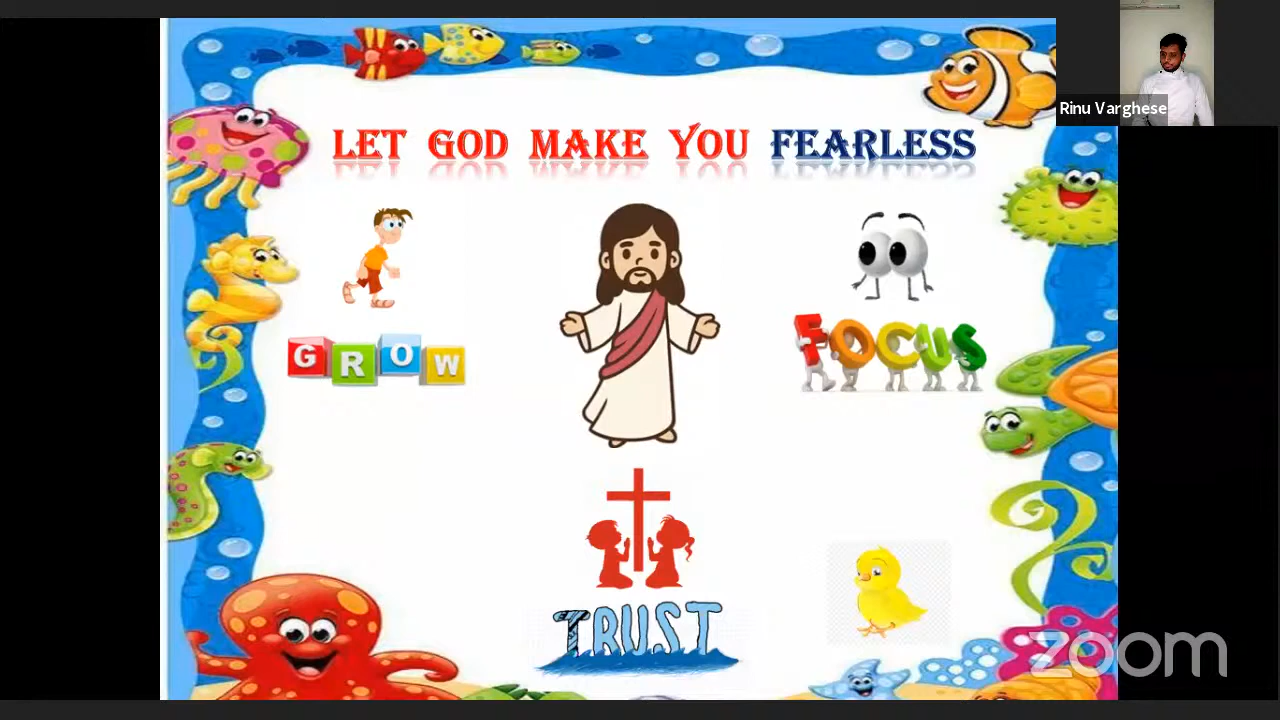 Rinu Varghese
LET GOD MAKE YOU FEARLESS
GROW
FOCUS
TRUST
zoom